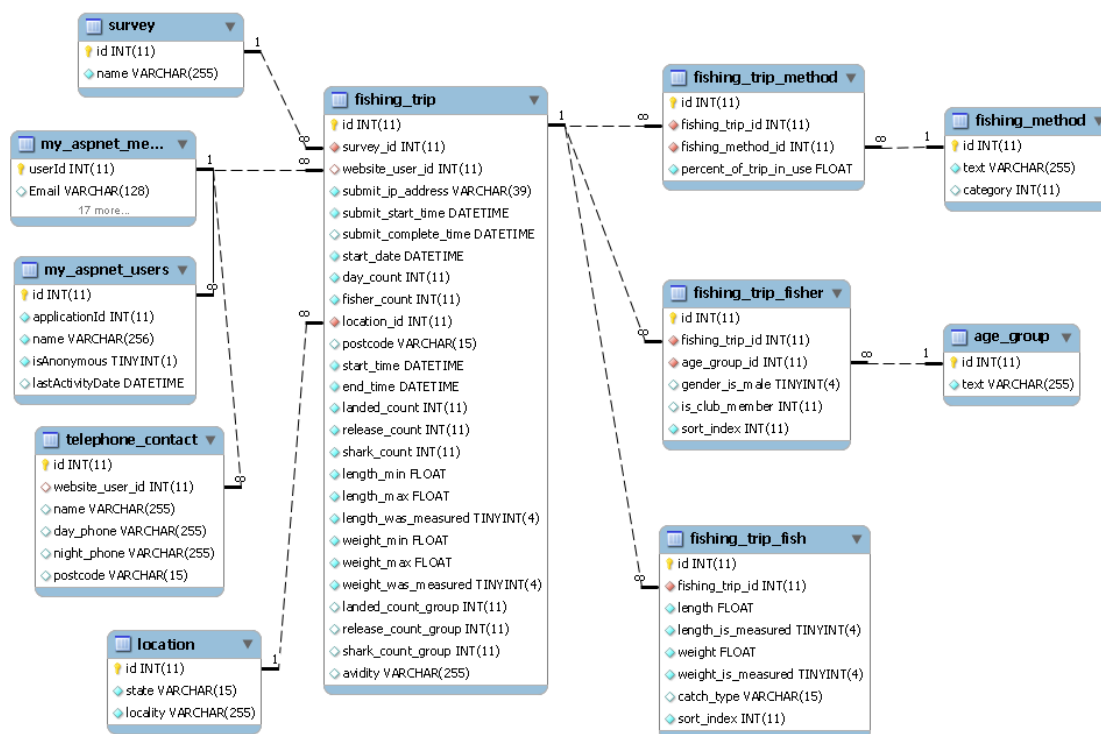 survey
id INT(11)
name VARCHAR(255)
my_aspnet_me...
userId INT(11)
Email VARCHAR(128)
17 more...
my_aspnet_users
id INT(11)
applicationId INT(11)
name VARCHAR(256)
isAnonymous TINYINT(1)
lastActivityDate DATETIME
telephone_contact
id INT(11)
website_user_id INT(11)
name VARCHAR(255)
day_phone VARCHAR(255)
night_phone VARCHAR(255)
postcode VARCHAR(15)
location
id INT(11)
state VARCHAR(15)
locality VARCHAR(255)
1
∞
1
∞
∞
∞
∞
1
fishing_trip
id INT(11)
survey_id INT(11)
website_user_id INT(11)
submit_ip_address VARCHAR(39)
submit_start_time DATETIME
submit_complete_time DATETIME
start_date DATETIME
day_count INT(11)
fisher_count INT(11)
location_id INT(11)
postcode VARCHAR(15)
start_time DATETIME
end_time DATETIME
landed_count INT(11)
release_count INT(11)
shark_count INT(11)
length_min FLOAT
length_max FLOAT
length_was_measured TINYINT(4)
weight_min FLOAT
weight_max FLOAT
weight_was_measured TINYINT(4)
landed_count_group INT(11)
release_count_group INT(11)
shark_count_group INT(11)
avidity VARCHAR(255)
1
∞
∞
∞
fishing_trip_method
id INT(11)
fishing_trip_id INT(11)
fishing_method_id INT(11)
percent_of_trip_in_use FLOAT
∞
1
fishing_method
id INT(11)
text VARCHAR(255)
category INT(11)
fishing_trip_fisher
id INT(11)
fishing_trip_id INT(11)
age_group_id INT(11)
gender_is_male TINYINT(4)
is_club_member INT(11)
sort_index INT(11)
∞
1
age_group
id INT(11)
text VARCHAR(255)
fishing_trip_fish
id INT(11)
fishing_trip_id INT(11)
length FLOAT
length_is_measured TINYINT(4)
weight FLOAT
weight_is_measured TINYINT(4)
catch_type VARCHAR(15)
sort_index INT(11)